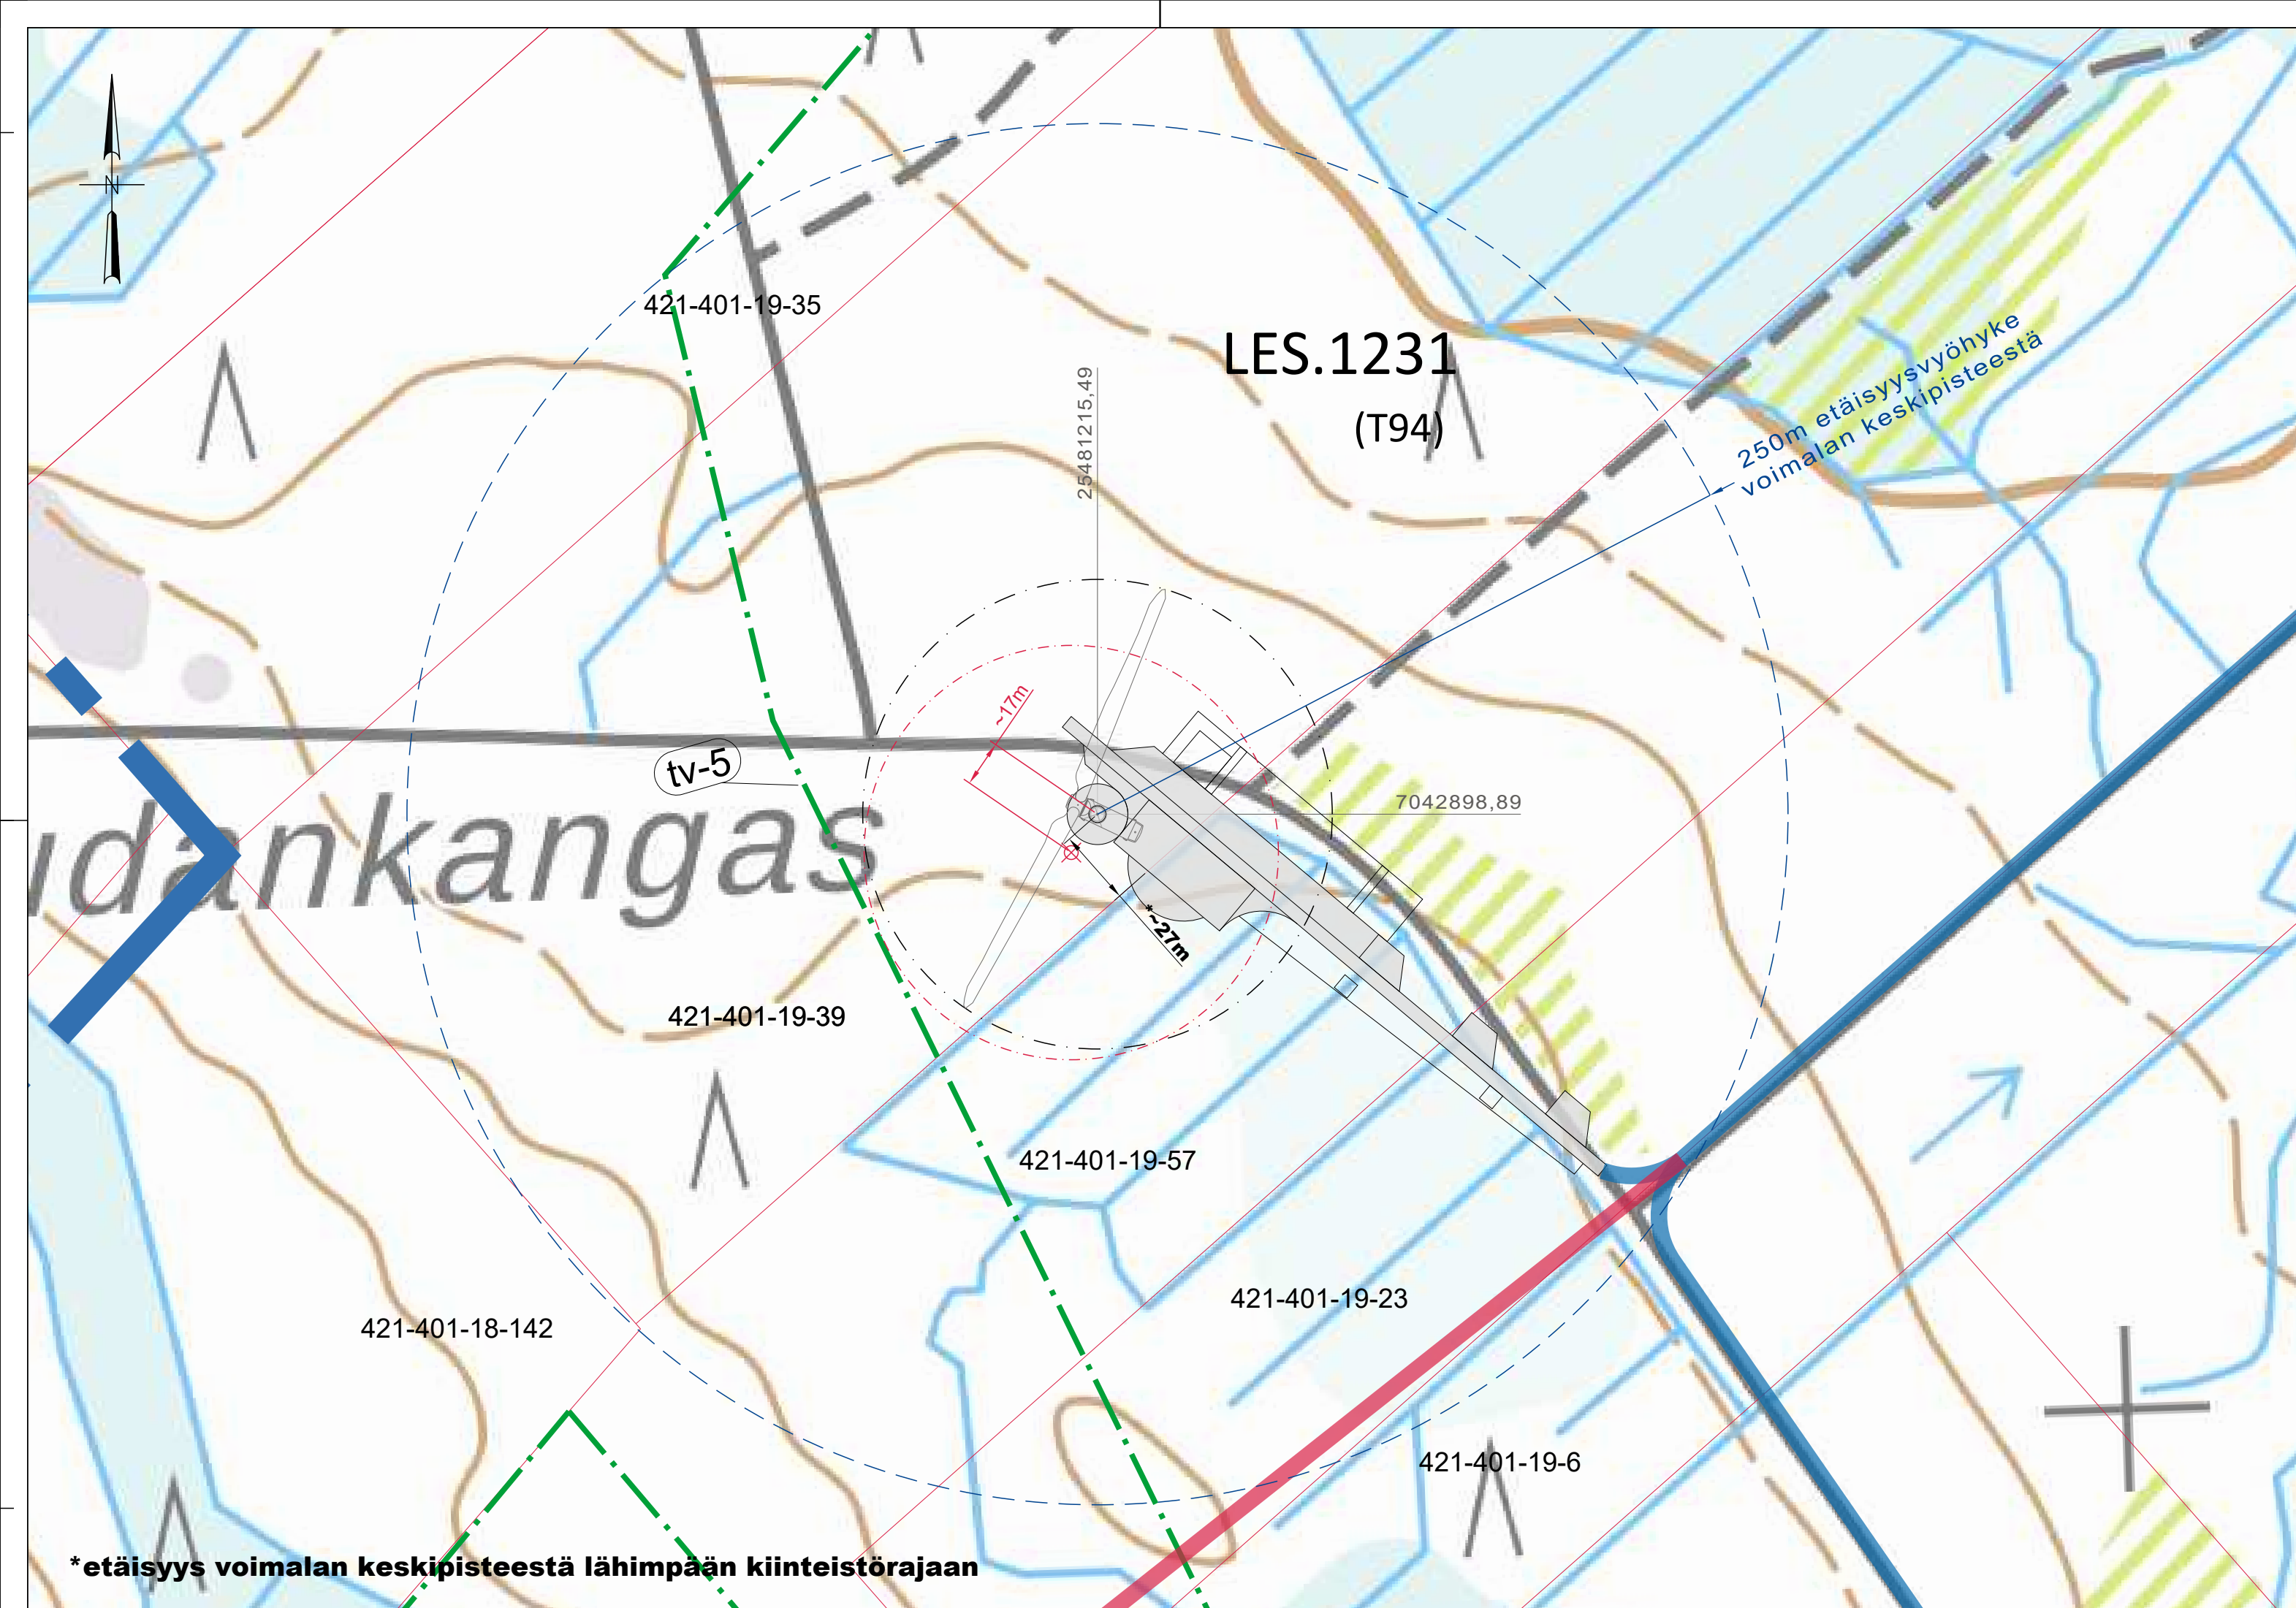 N
421-401-19-35
LES.1231
(T94)
25481215,49
250m etäisyysvyöhyke
voimalan keskipisteestä
~17m
tv-5
7042898,89
udankangas
*~27m
421-401-19-39
421-401-19-57
421-401-19-23
421-401-18-142
421-401-19-6
*etäisyys voimalan keskipisteestä lähimpään kiinteistörajaan